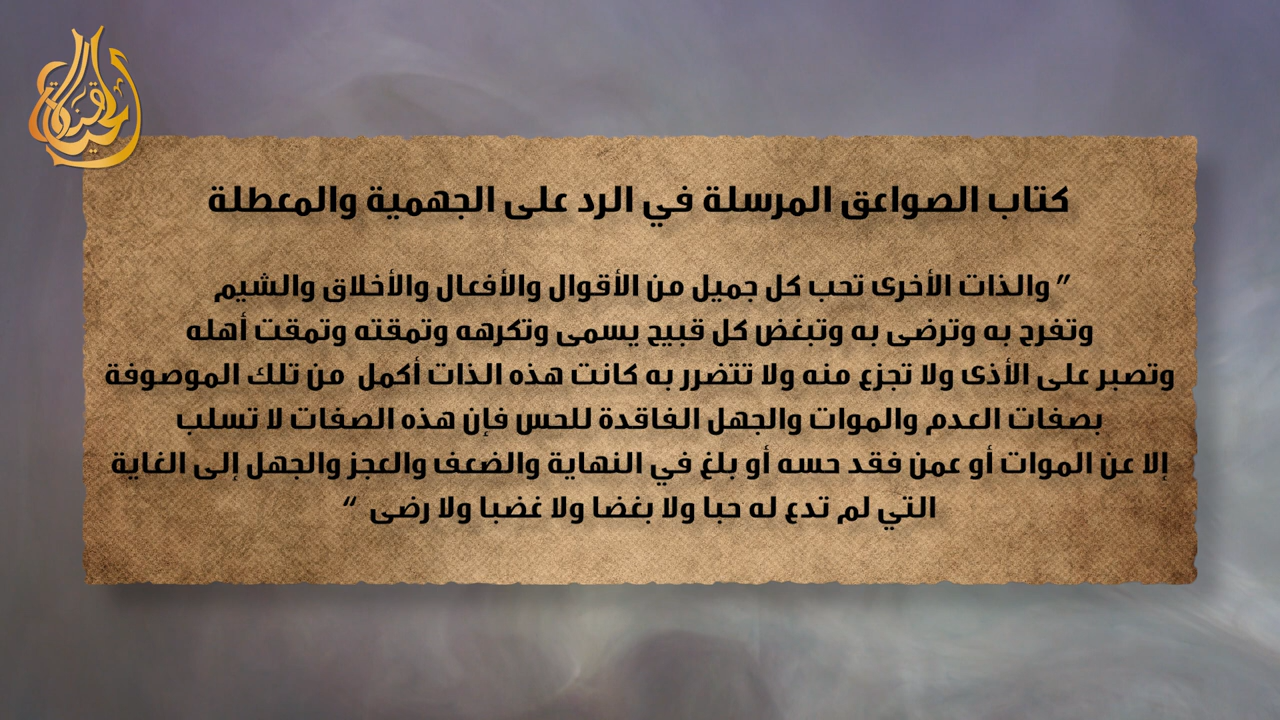 قناة الحياة
كتاب الصواعق المرسلة في الرد على الجهمية والمعطلة
" والذات الأخرى تحب كل جميل من الأقوال والأفعال والأخلاق والشيم
وتفرح به وترضى به وتبغض كل قبيح يسمى وتكرهه وتمقته وتمقت أهله
وتصبر على الأذى ولا تجزع منه ولا تتضرر به كانت هذه الذات أكمل من تلك الموصوفة
بصفات العدم والموات والجهل الفاقدة للحس فإن هذه الصفات لا تسلب
إلا عن الموات أو عمن فقد حسه أو بلغ في النهاية والضعف والعجز والجهل إلى الغاية
التي لم تدع له حبا ولا بغضا ولا غضبا ولا رضى "